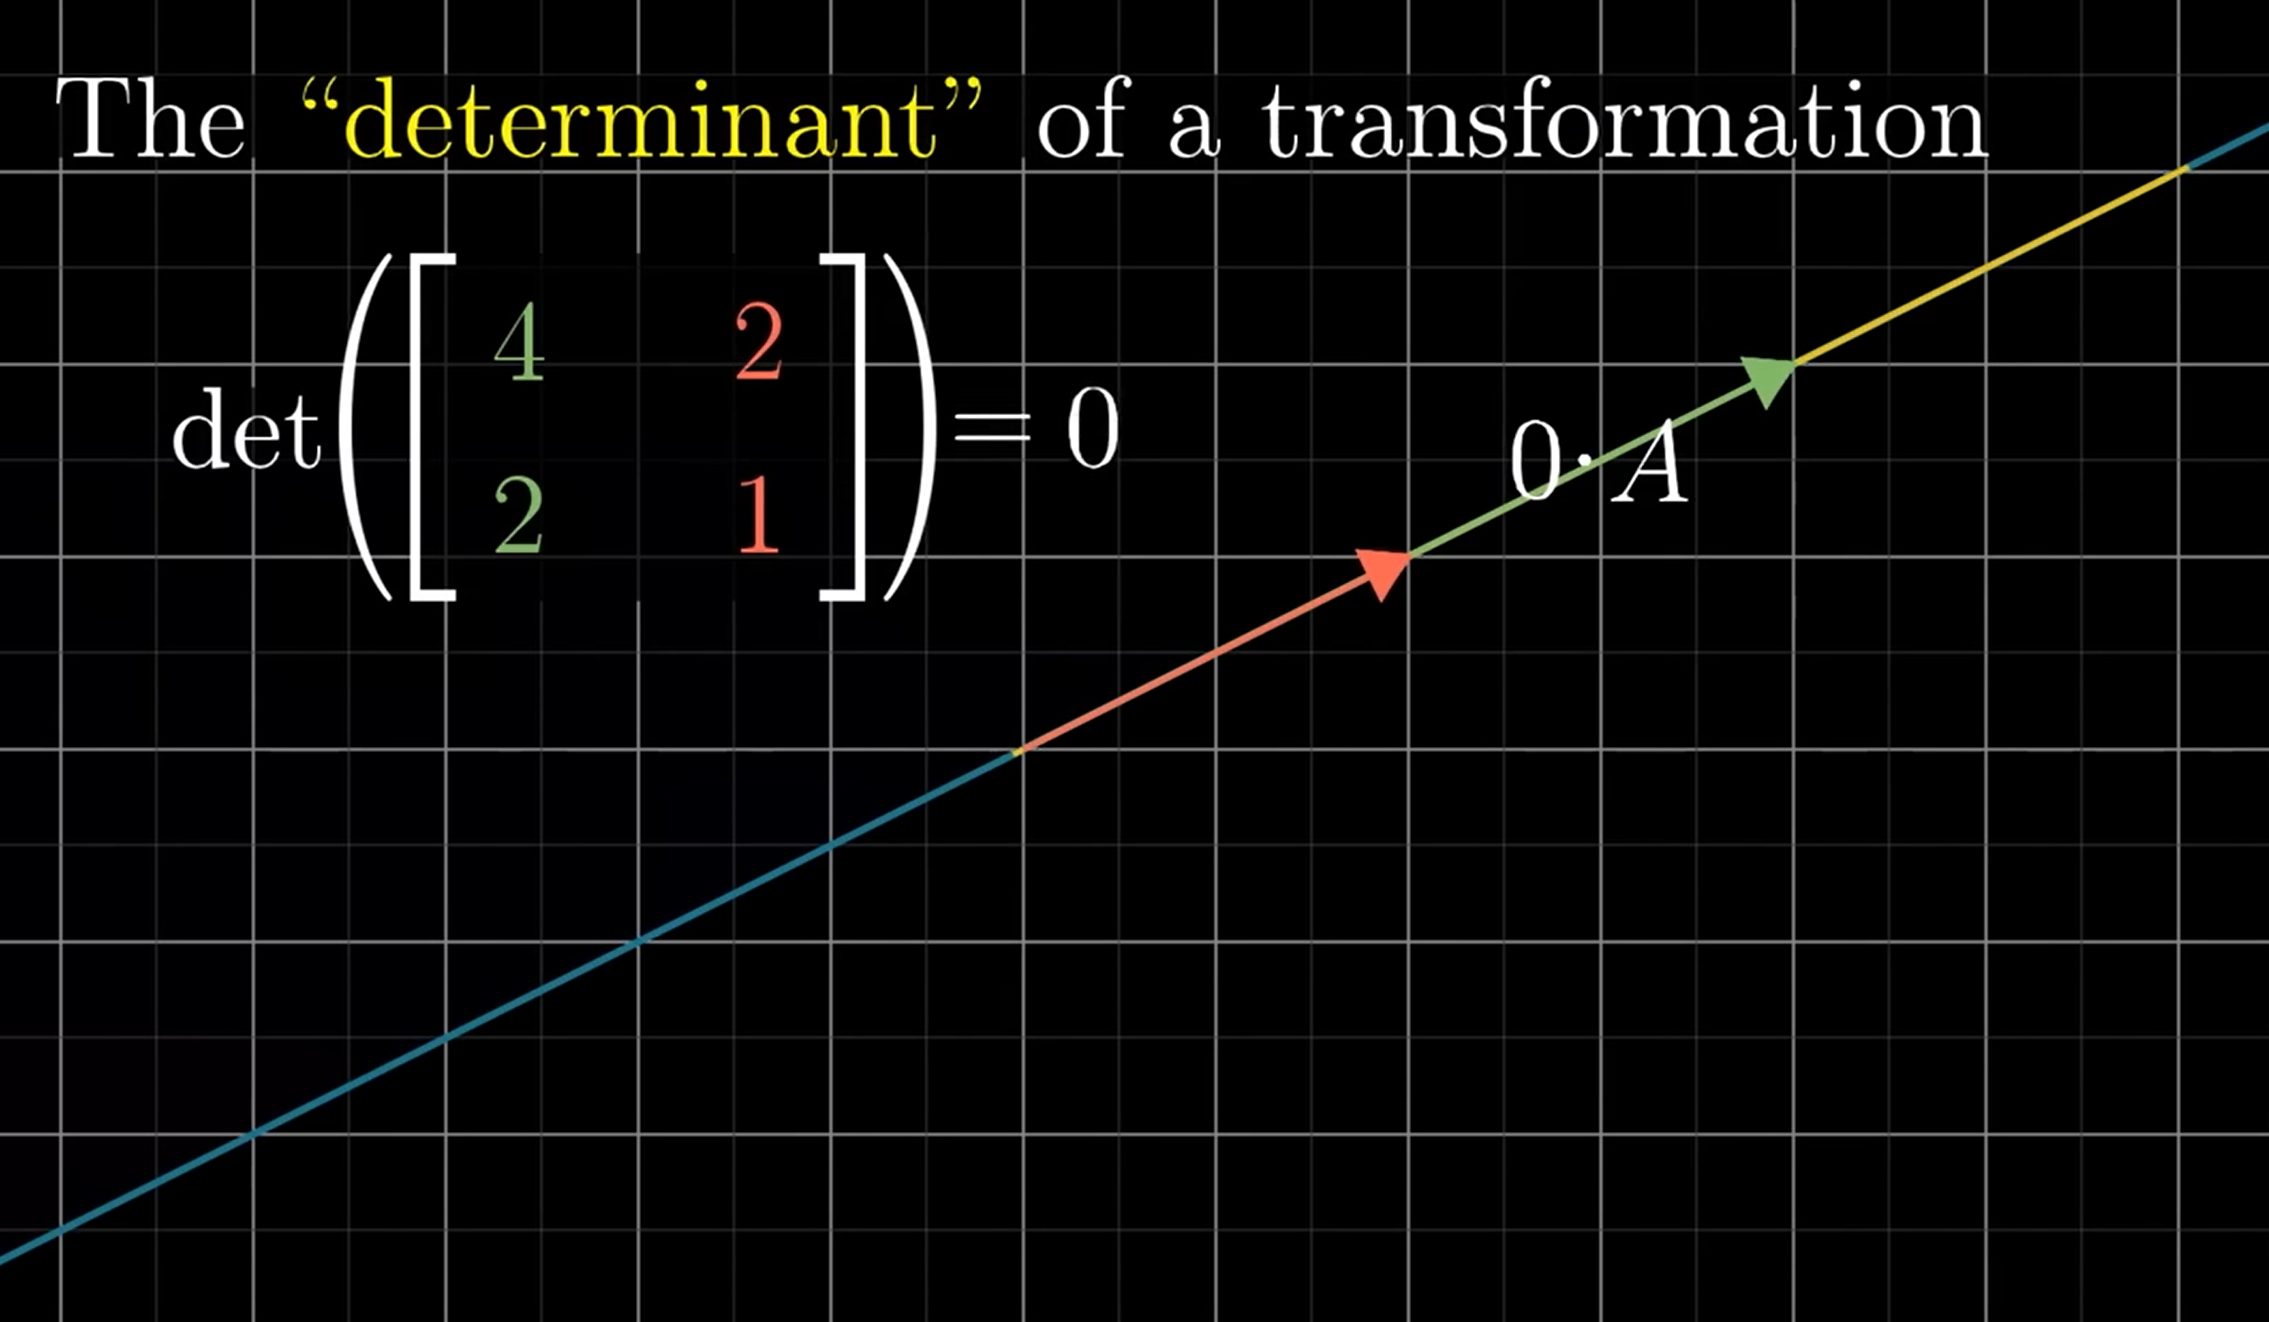 The “determinant” of a transformation
det([4 2
2 1]) = 0
0 · A